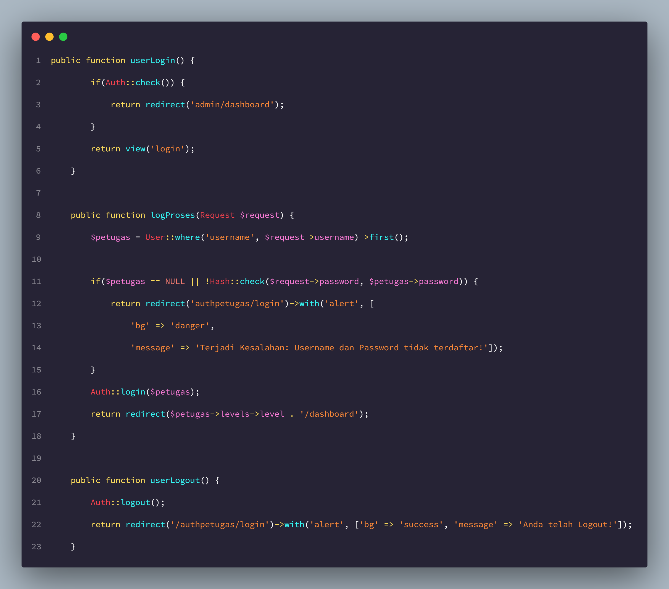 1 public function userLogin() {
2 if(Auth::check()) {
3 return redirect('admin/dashboard');
4 }
5 return view('login');
6 }
7
8 public function logProses(Request $request) {
9 $petugas = User::where('username', $request->username)->first();
10
11 if($petugas == NULL || !Hash::check($request->password, $petugas->password)) {
12 return redirect('authpetugas/login')->with('alert', [
13 'bg' => 'danger',
14 'message' => 'Terjadi Kesalahan: Username dan Password tidak terdaftar!']);
15 }
16 Auth::login($petugas);
17 return redirect($petugas->levels->level . '/dashboard');
18 }
19
20 public function userLogout() {
21 Auth::logout();
22 return redirect('/authpetugas/login')->with('alert', ['bg' => 'success', 'message' => 'Anda telah Logout!']);
23 }